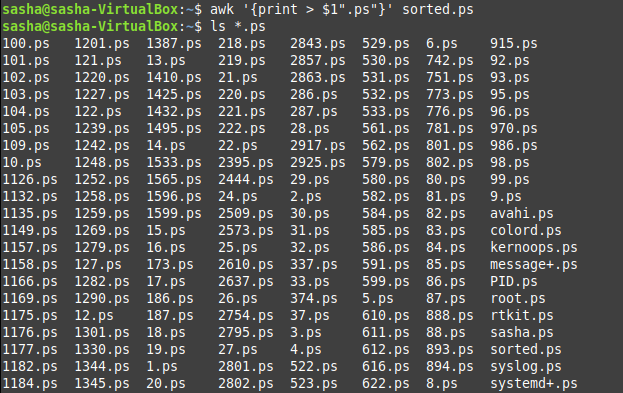 sasha@sasha-VirtualBox:~$ awk '{print > $1".ps"}' sorted.ps
sasha@sasha-VirtualBox:~$ ls *.ps
100.ps 1201.ps 1387.ps 218.ps 2843.ps 529.ps 6.ps 915.ps
101.ps 121.ps 13.ps 219.ps 2857.ps 530.ps 742.ps 92.ps
102.ps 1220.ps 1410.ps 21.ps 2863.ps 531.ps 751.ps 93.ps
103.ps 1227.ps 1425.ps 220.ps 286.ps 532.ps 773.ps 95.ps
104.ps 122.ps 1432.ps 221.ps 287.ps 533.ps 776.ps 96.ps
105.ps 1239.ps 1495.ps 222.ps 28.ps 561.ps 781.ps 970.ps
109.ps 1242.ps 14.ps 22.ps 2917.ps 562.ps 801.ps 986.ps
10.ps 1248.ps 1533.ps 2395.ps 2925.ps 579.ps 802.ps 98.ps
1126.ps 1252.ps 1565.ps 2444.ps 29.ps 580.ps 80.ps 99.ps
1132.ps 1258.ps 1596.ps 24.ps 2.ps 582.ps 81.ps 9.ps
1135.ps 1259.ps 1599.ps 2509.ps 30.ps 584.ps 82.ps avahi.ps
1149.ps 1269.ps 15.ps 2573.ps 31.ps 585.ps 83.ps colord.ps
1157.ps 1279.ps 16.ps 25.ps 32.ps 586.ps 84.ps kernoops.ps
1158.ps 127.ps 173.ps 2610.ps 337.ps 591.ps 85.ps message+.ps
1166.ps 1282.ps 17.ps 2637.ps 33.ps 599.ps 86.ps PID.ps
1169.ps 1290.ps 186.ps 26.ps 374.ps 5.ps 87.ps root.ps
1175.ps 12.ps 187.ps 2754.ps 37.ps 610.ps 888.ps rtkit.ps
1176.ps 1301.ps 18.ps 2795.ps 3.ps 611.ps 88.ps sasha.ps
1177.ps 1330.ps 19.ps 27.ps 4.ps 612.ps 893.ps sorted.ps
1182.ps 1344.ps 1.ps 2801.ps 522.ps 616.ps 894.ps syslog.ps
1184.ps 1345.ps 20.ps 2802.ps 523.ps 622.ps 8.ps systemd+.ps